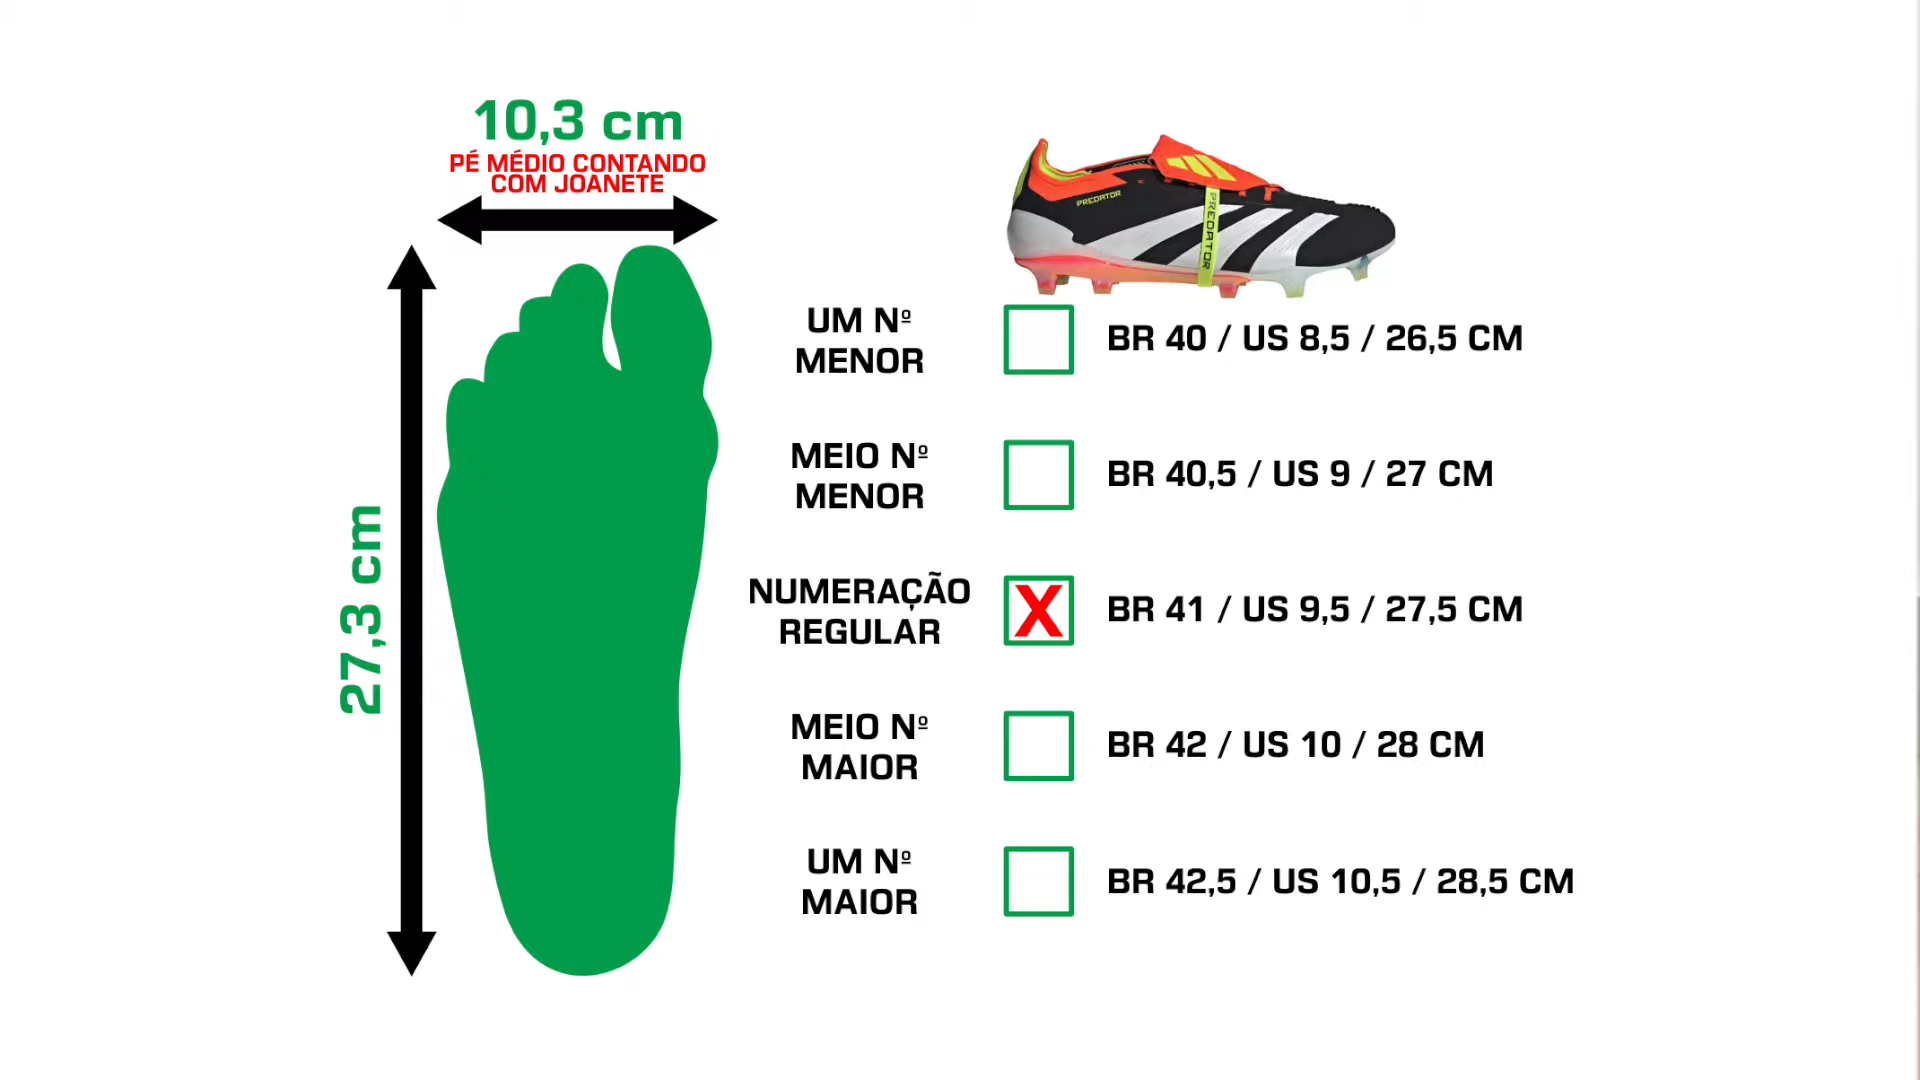 10,3 cm
PÉ MÉDIO CONTANDO
COM JOANETE
27,3 cm
PREDATOR
PREDATOR
UM Nº
MENOR
BR 40 / US 8,5 / 26,5 CM
MEIO Nº
MENOR
BR 40,5 / US 9 / 27 CM
NUMERAÇÃO
REGULAR
X
BR 41 / US 9,5 / 27,5 CM
MEIO Nº
MAIOR
BR 42 / US 10 / 28 CM
UM Nº
MAIOR
BR 42,5 / US 10,5 / 28,5 CM